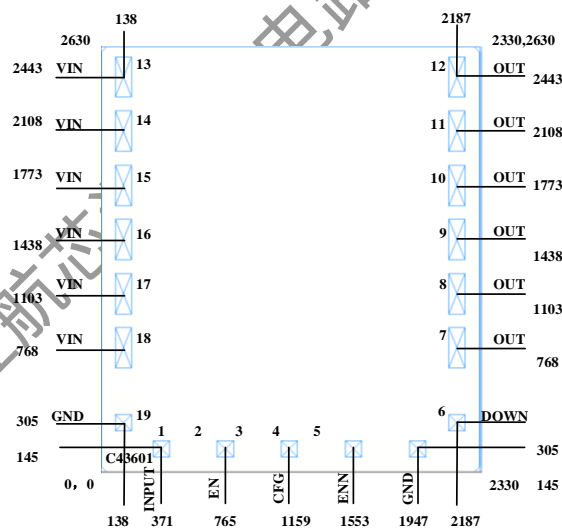 138
2187
2630
2330,2630
2443 VIN 13
12 OUT 2443
2108 VIN 14
11 OUT 2108
1773 VIN 15
10 OUT 1773
1438 VIN 16
9 OUT 1438
1103 VIN 17
8 OUT 1103
768 VIN 18
7 OUT 768
305 GND 19
6 DOWN 305
1 2 3 4 5
145 C43601
0，0
INPUT
EN
CFG
ENN
GND
2330 145
138 371 765 1159 1553 1947 2187
电
航芯